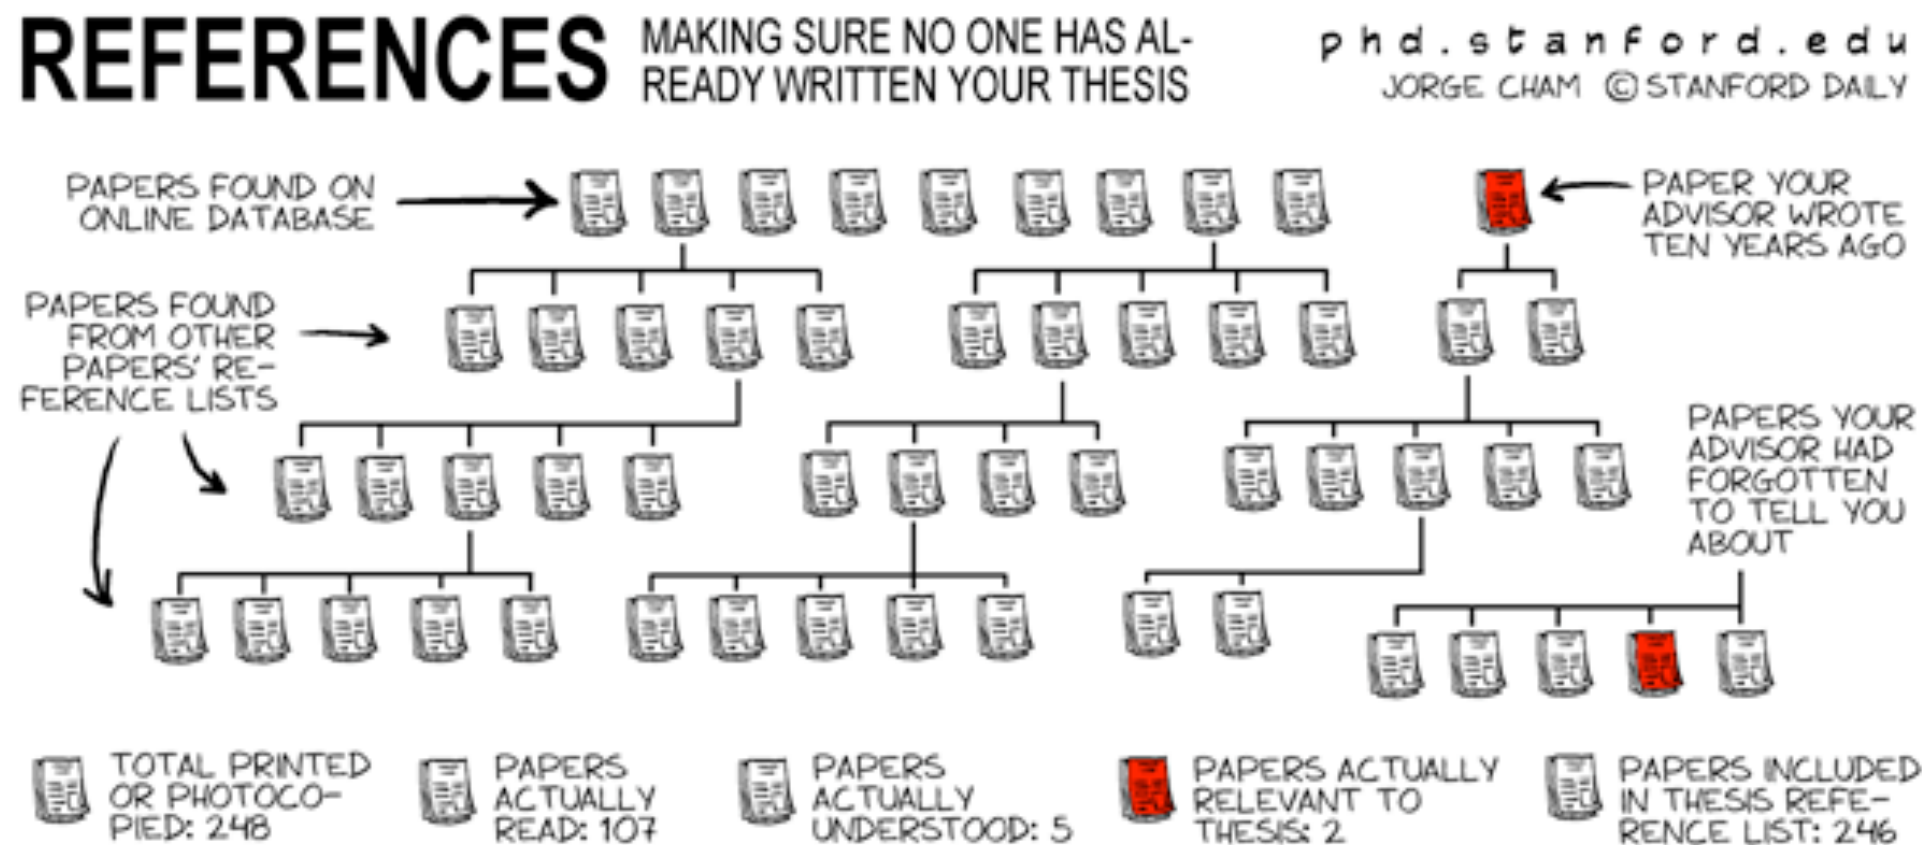 REFERENCES
MAKING SURE NO ONE HAS AL-
READY WRITTEN YOUR THESIS
phd.stanford.edu
JORGE CHAM © STANFORD DAILY
PAPERS FOUND ON
ONLINE DATABASE
PAPER YOUR
ADVISOR WROTE
TEN YEARS AGO
PAPERS FOUND
FROM OTHER
PAPERS' RE-
FERENCE LISTS
PAPERS YOUR
ADVISOR HAD
FORGOTTEN
TO TELL YOU
ABOUT
TOTAL PRINTED
OR PHOTOCO-
PIED: 248
PAPERS
ACTUALLY
READ: 107
PAPERS
ACTUALLY
UNDERSTOOD: 5
PAPERS ACTUALLY
RELEVANT TO
THESIS: 2
PAPERS INCLUDED
IN THESIS REFE-
RENCE LIST: 246